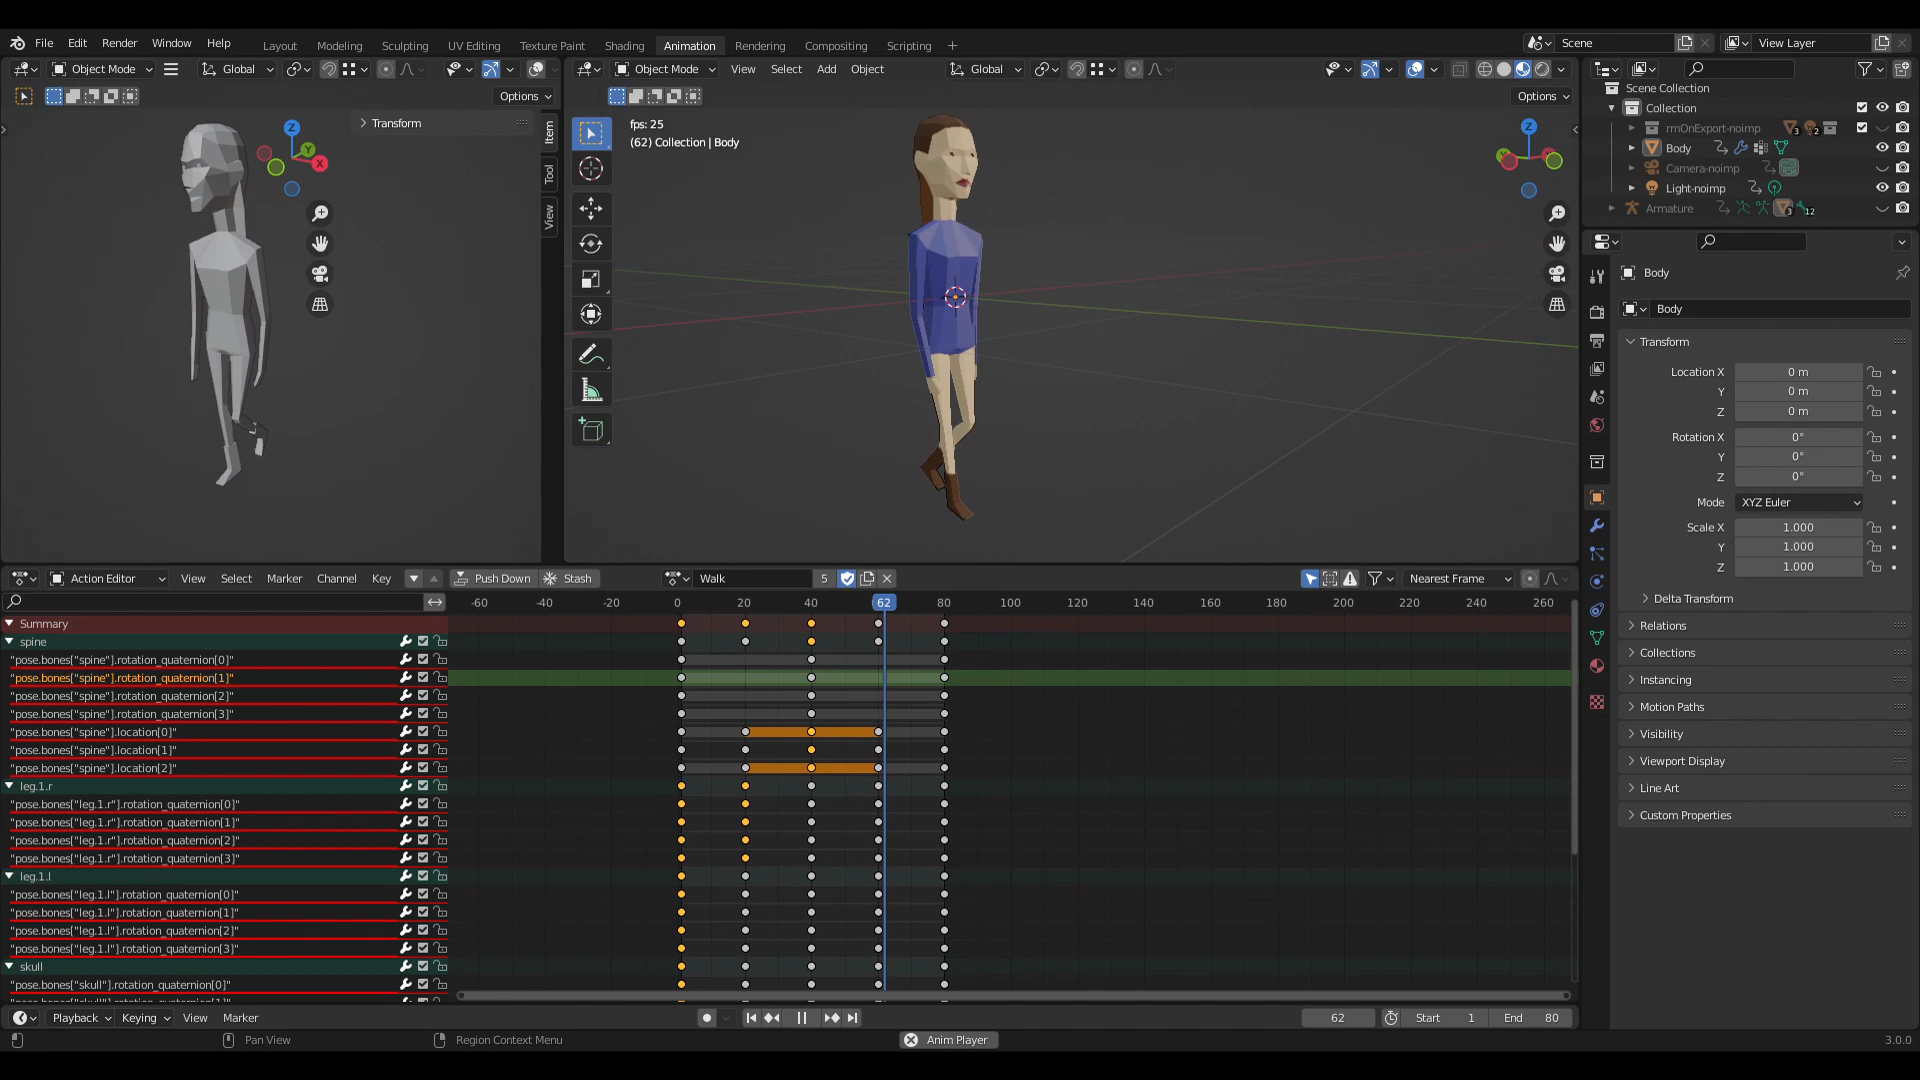 File Edit Render Window Help Layout Modeling Sculpting UV Editing Texture Paint Shading Animation Rendering Compositing Scripting + Scene View Layer
Object Mode Global Object Mode View Select Add Object Global
Options Options
Transform
Item
Tool
View
Z
Y
X
fps: 25
(62) Collection | Body
Z
Scene Collection
Collection
rmOnExport-noimp 3 2
Body
Camera-noimp
Light-noimp
Armature 3 12
Body
Body
Transform
Location X 0 m
Y 0 m
Z 0 m
Rotation X 0°
Y 0°
Z 0°
Mode XYZ Euler
Scale X 1.000
Y 1.000
Z 1.000
Delta Transform
Relations
Collections
Instancing
Motion Paths
Visibility
Viewport Display
Line Art
Custom Properties
Action Editor View Select Marker Channel Key Push Down Stash Walk 5 Nearest Frame
-60 -40 -20 0 20 40 62 80 100 120 140 160 180 200 220 240 260
Summary
spine
"pose.bones["spine"].rotation_quaternion[0]"
"pose.bones["spine"].rotation_quaternion[1]"
"pose.bones["spine"].rotation_quaternion[2]"
"pose.bones["spine"].rotation_quaternion[3]"
"pose.bones["spine"].location[0]"
"pose.bones["spine"].location[1]"
"pose.bones["spine"].location[2]"
leg.1.r
"pose.bones["leg.1.r"].rotation_quaternion[0]"
"pose.bones["leg.1.r"].rotation_quaternion[1]"
"pose.bones["leg.1.r"].rotation_quaternion[2]"
"pose.bones["leg.1.r"].rotation_quaternion[3]"
leg.1.l
"pose.bones["leg.1.l"].rotation_quaternion[0]"
"pose.bones["leg.1.l"].rotation_quaternion[1]"
"pose.bones["leg.1.l"].rotation_quaternion[2]"
"pose.bones["leg.1.l"].rotation_quaternion[3]"
skull
"pose.bones["skull"].rotation_quaternion[0]"
Playback Keying View Marker 62 Start 1 End 80
Pan View Region Context Menu Anim Player 3.0.0